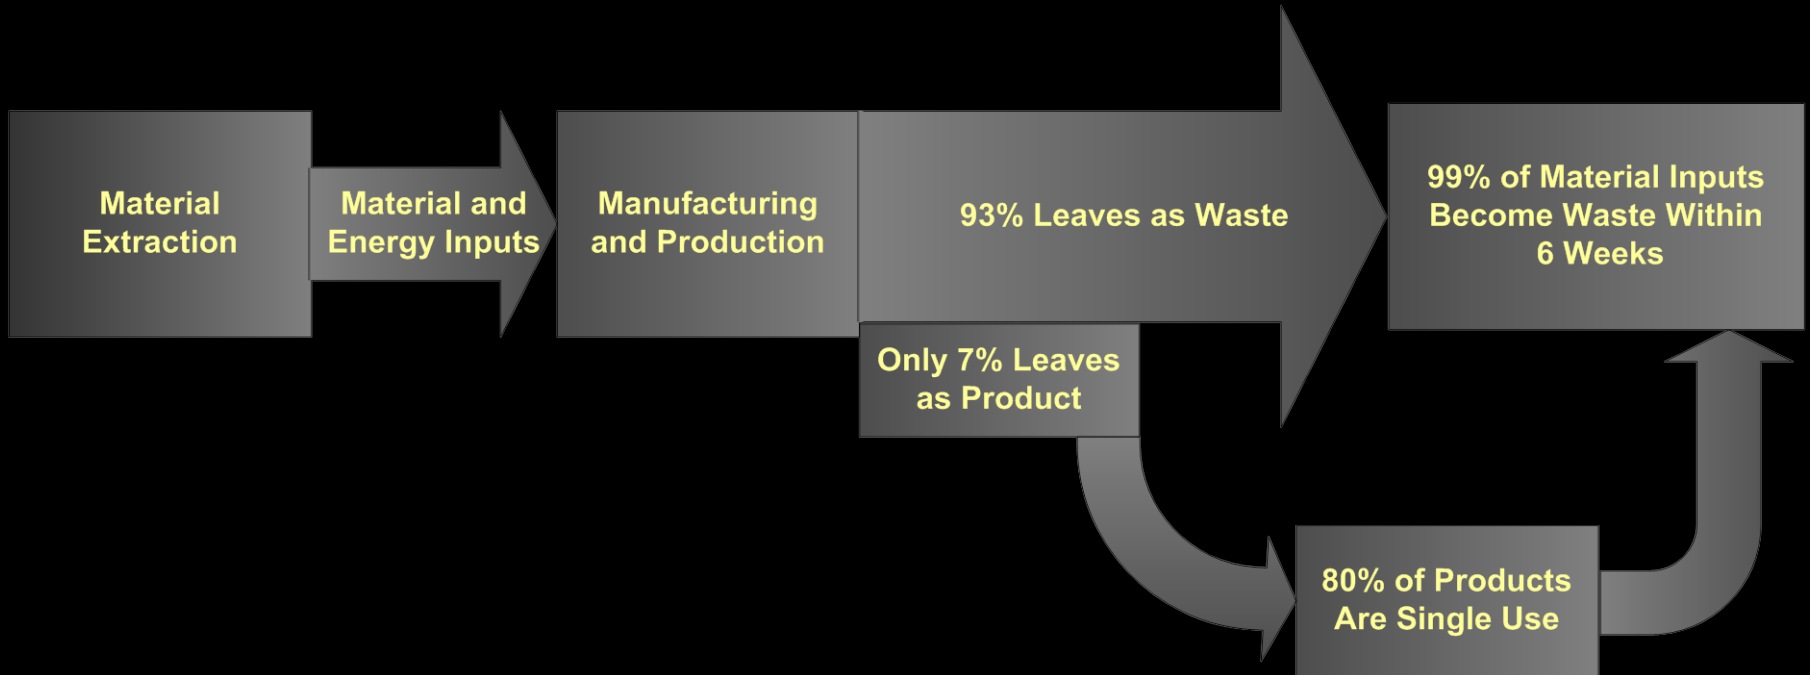 Material
Extraction
Material and
Energy Inputs
Manufacturing
and Production
93% Leaves as Waste
99% of Material Inputs
Become Waste Within
6 Weeks
Only 7% Leaves
as Product
80% of Products
Are Single Use